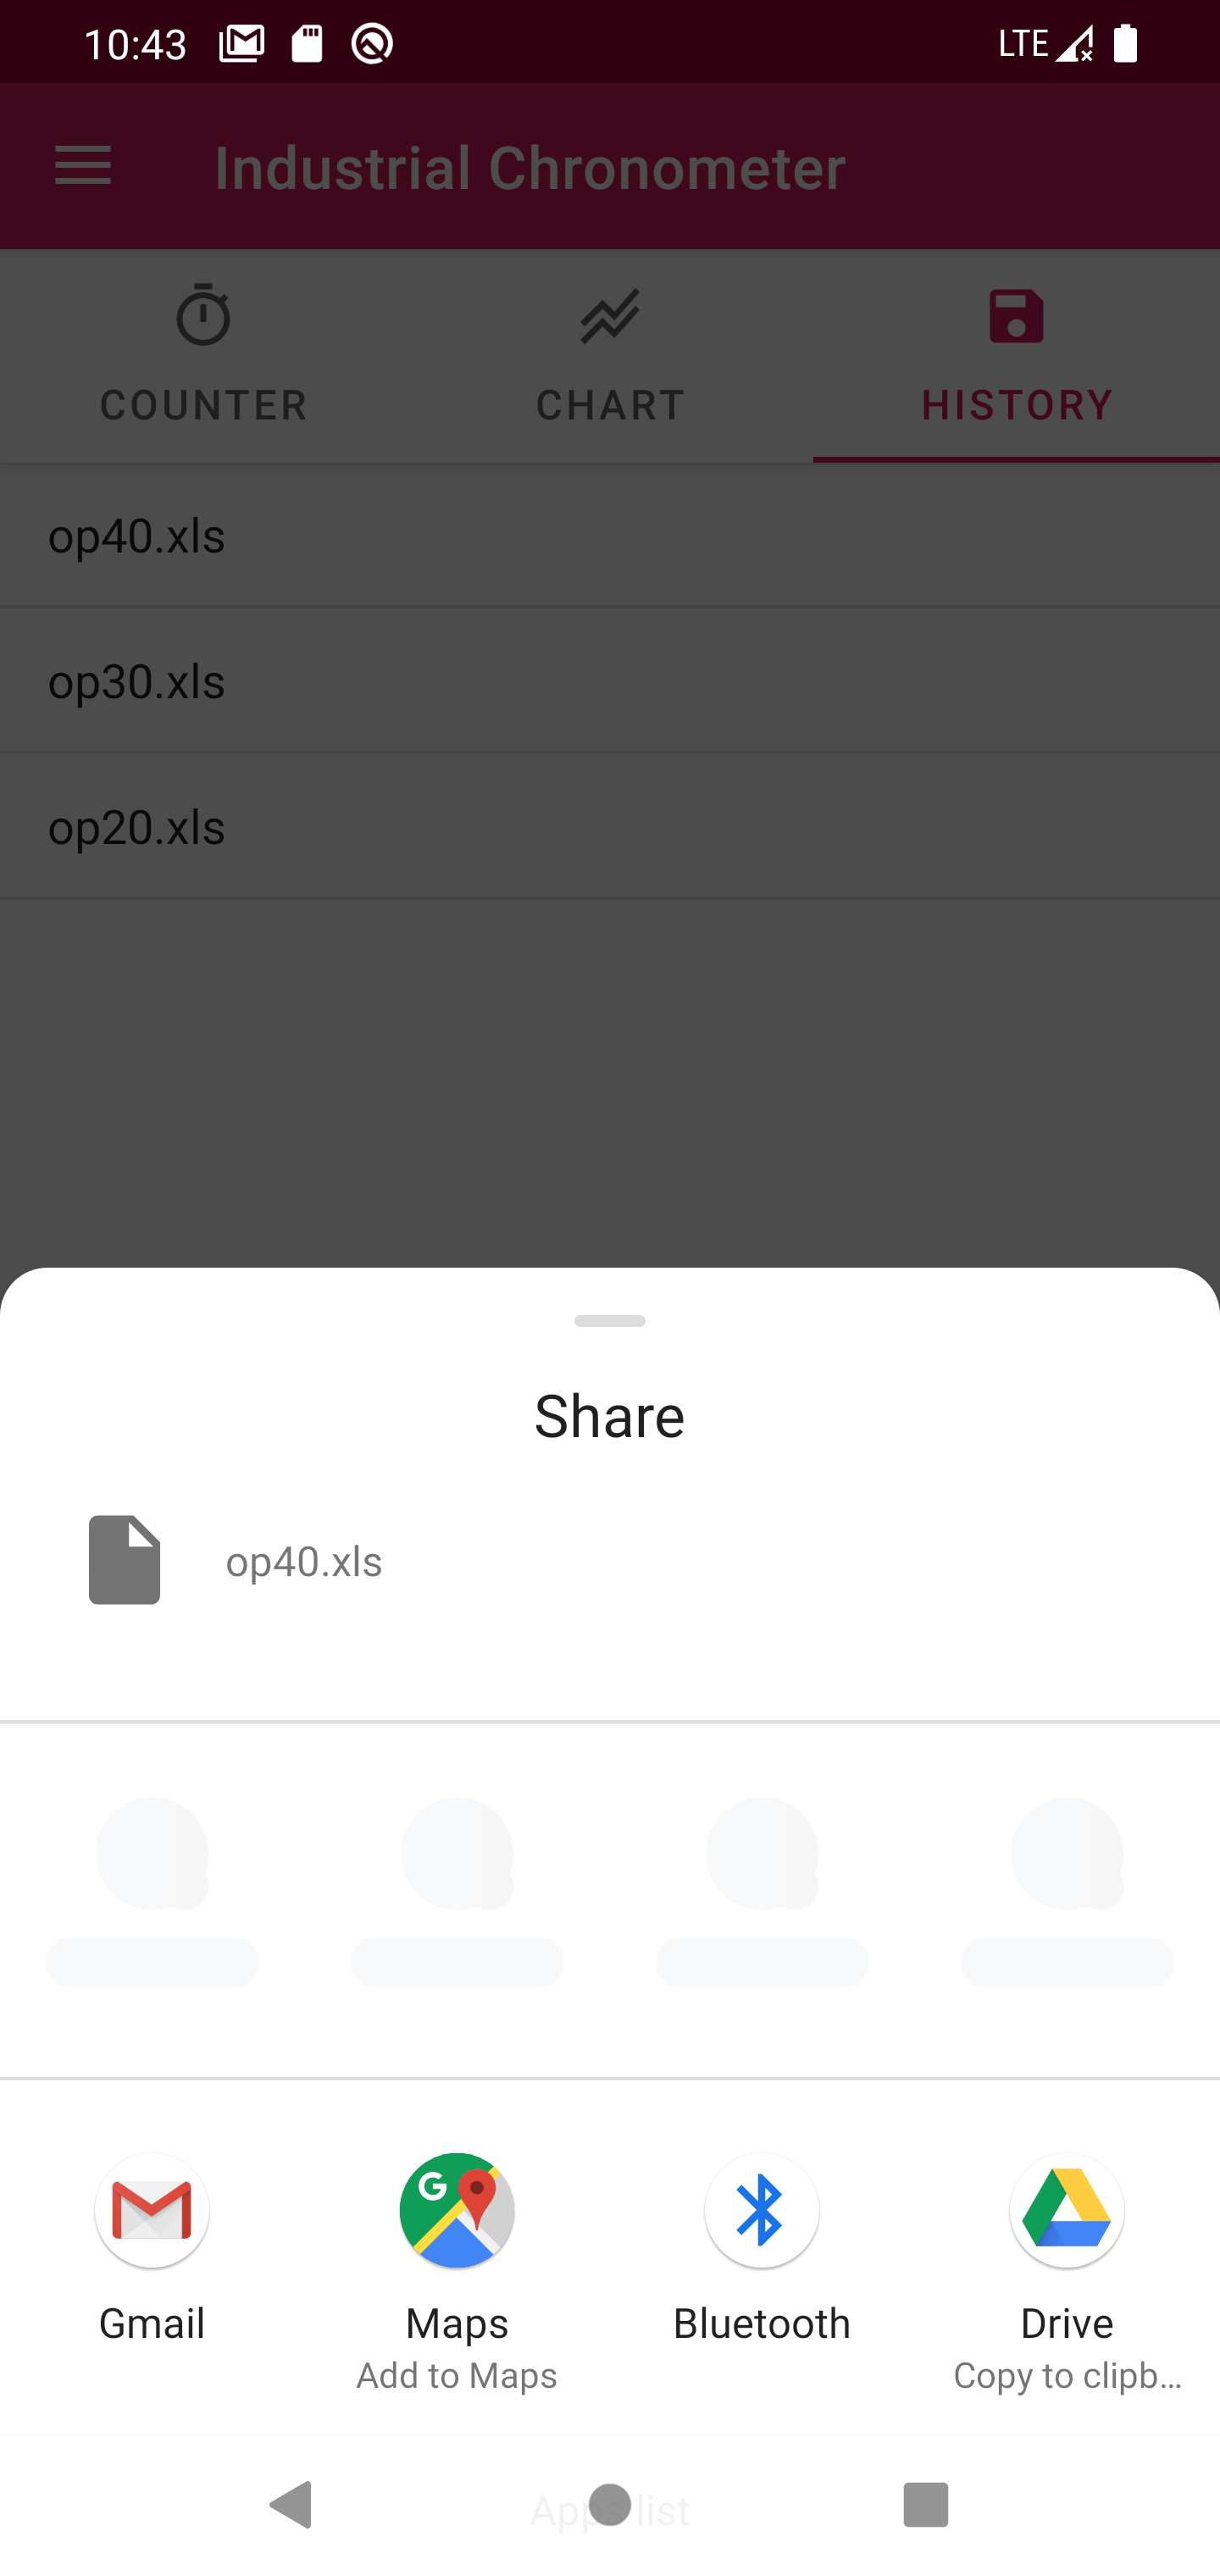 10:43 LTE
Industrial Chronometer
COUNTER CHART HISTORY
op40.xls
op30.xls
op20.xls
Share
op40.xls
Gmail Maps Bluetooth Drive
Add to Maps Copy to clipb...
list